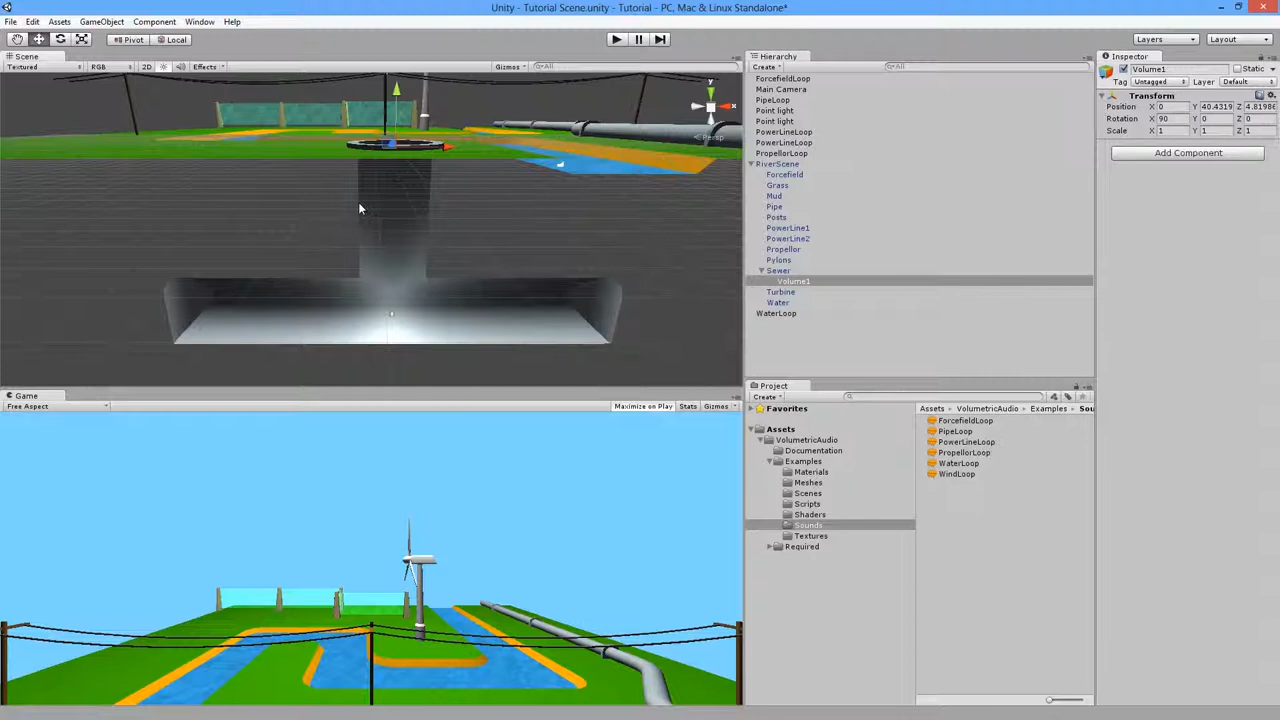 Unity - Tutorial Scene.unity - Tutorial - PC, Mac & Linux Standalone*
File Edit Assets GameObject Component Window Help
Pivot Local Layers Layout
Scene
Textured RGB 2D Effects Gizmos All
y
x
Persp
Hierarchy
Create All
ForcefieldLoop
Main Camera
PipeLoop
Point light
Point light
PowerLineLoop
PowerLineLoop
PropellorLoop
RiverScene
Forcefield
Grass
Mud
Pipe
Posts
PowerLine1
PowerLine2
Propellor
Pylons
Sewer
Volume1
Turbine
Water
WaterLoop
Inspector
Volume1 Static
Tag Untagged Layer Default
Transform
Position X 0 Y 40.4319 Z 4.81986
Rotation X 90 Y 0 Z 0
Scale X 1 Y 1 Z 1
Add Component
Game
Free Aspect Maximize on Play Stats Gizmos
Project
Create
Favorites
Assets
VolumetricAudio
Documentation
Examples
Materials
Meshes
Scenes
Scripts
Shaders
Sounds
Textures
Required
Assets VolumetricAudio Examples Sou
ForcefieldLoop
PipeLoop
PowerLineLoop
PropellorLoop
WaterLoop
WindLoop